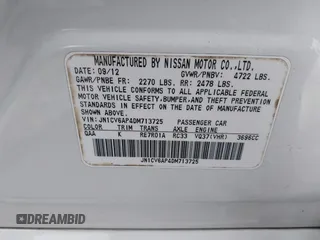 MANUFACTURED BY NISSAN MOTOR CO.,LTD.
DATE: 09/12 GVWR/PNBV: 4722 LBS.
GAWR/PNBE FR: 2270 LBS. RR: 2478 LBS.
THIS VEHICLE CONFORMS TO ALL APPLICABLE FEDERAL
MOTOR VEHICLE SAFETY, BUMPER, AND THEFT PREVENTION
STANDARDS IN EFFECT ON THE DATE OF MANUFACTURE
SHOWN ABOVE.
VIN: JN1CV6AP4DM713725 PASSENGER CAR
COLOR TRIM TRANS AXLE ENGINE
QAA K RE7R01A RC33 VQ37(VHR) 3696CC
JN1CV6AP4DM713725
DREAMBID